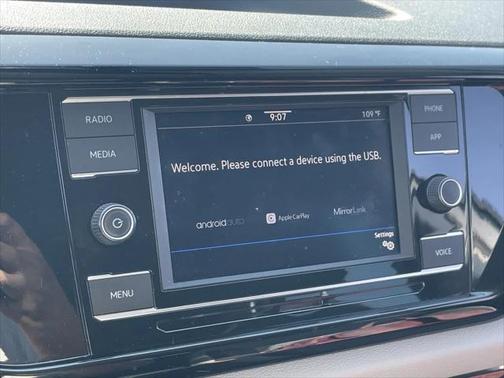 RADIO
MEDIA
MENU
9:07
109 °F
Welcome. Please connect a device using the USB.
androidauto
Apple CarPlay
MirrorLink
Settings
PHONE
APP
VOICE